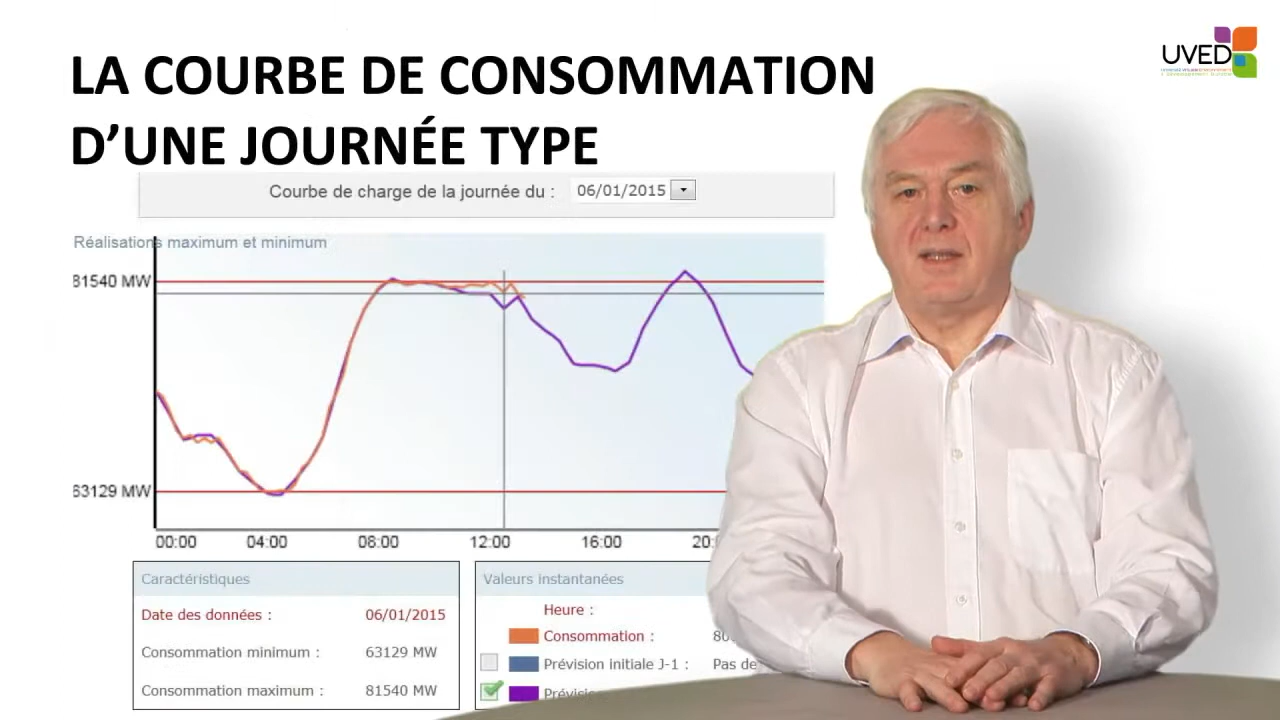 LA COURBE DE CONSOMMATION
D’UNE JOURNÉE TYPE
UVED
Courbe de charge de la journée du : 06/01/2015
Réalisations maximum et minimum
81540 MW
63129 MW
00:00 04:00 08:00 12:00 16:00 20:
Caractéristiques
Date des données : 06/01/2015
Consommation minimum : 63129 MW
Consommation maximum : 81540 MW
Valeurs instantanées
Heure :
Consommation : 80
Prévision initiale J-1 : Pas de